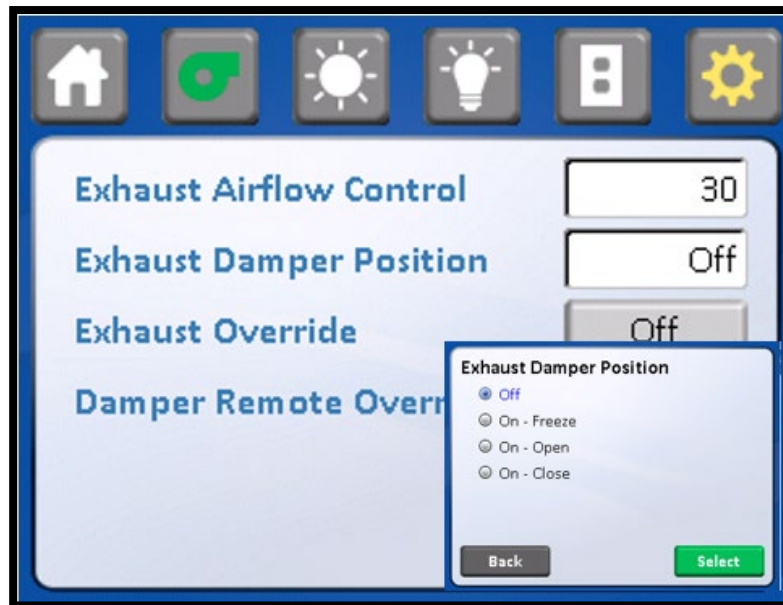 Exhaust Airflow Control 30
Exhaust Damper Position Off
Exhaust Override Off
Damper Remote
Exhaust Damper Position
Off
On - Freeze
On - Open
On - Close
Back Select